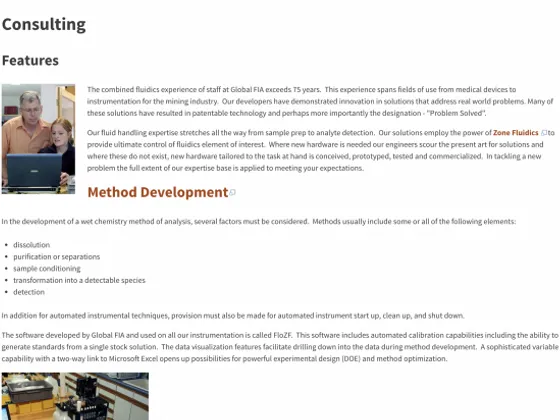 Consulting
Features
The combined fluidics experience of staff at Global FIA exceeds 75 years. This experience spans fields of use from medical devices to
instrumentation for the mining industry. Our developers have demonstrated innovation in solutions that address real world problems. Many of
these solutions have resulted in patentable technology and perhaps more importantly the designation - "Problem Solved".
Our fluid handling expertise stretches all the way from sample prep to analyte detection. Our solutions employ the power of Zone Fluidics to
provide ultimate control of fluidics element of interest. Where new hardware is needed our engineers scour the present art for solutions and
where these do not exist, new hardware tailored to the task at hand is conceived, prototyped, tested and commercialized. In tackling a new
problem the full extent of our expertise base is applied to meeting your expectations.
Method Development
In the development of a wet chemistry method of analysis, several factors must be considered. Methods usually include some or all of the following elements:
• dissolution
• purification or separations
• sample conditioning
• transformation into a detectable species
• detection
In addition for automated instrumental techniques, provision must also be made for automated instrument start up, clean up, and shut down.
The software developed by Global FIA and used on all our instrumentation is called FloZF. This software includes automated calibration capabilities including the ability to
generate standards from a single stock solution. The data visualization features facilitate drilling down into the data during method development. A sophisticated variable
capability with a two-way link to Microsoft Excel opens up possibilities for powerful experimental design (DOE) and method optimization.